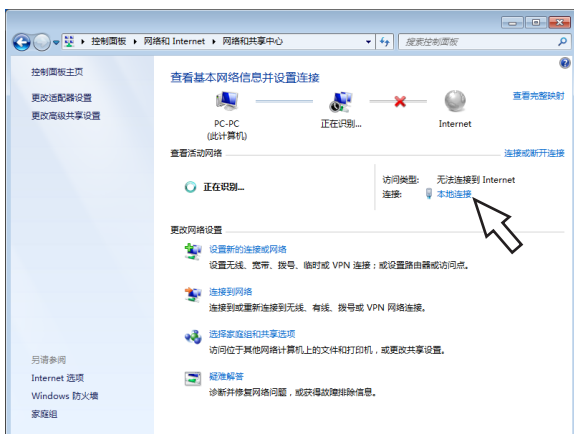 控制面板 网络和 Internet 网络和共享中心
搜索控制面板
控制面板主页
更改适配器设置
更改高级共享设置
查看基本网络信息并设置连接
查看完整映射
PC-PC
(此计算机)
正在识别...
Internet
查看活动网络
连接或断开连接
正在识别...
访问类型: 无法连接到 Internet
连接: 本地连接
更改网络设置
设置新的连接或网络
设置无线、宽带、拨号、临时或 VPN 连接；或设置路由器或访问点。
连接到网络
连接到或重新连接到无线、有线、拨号或 VPN 网络连接。
选择家庭组和共享选项
访问位于其他网络计算机上的文件和打印机，或更改共享设置。
疑难解答
诊断并修复网络问题，或获得故障排除信息。
另请参阅
Internet 选项
Windows 防火墙
家庭组